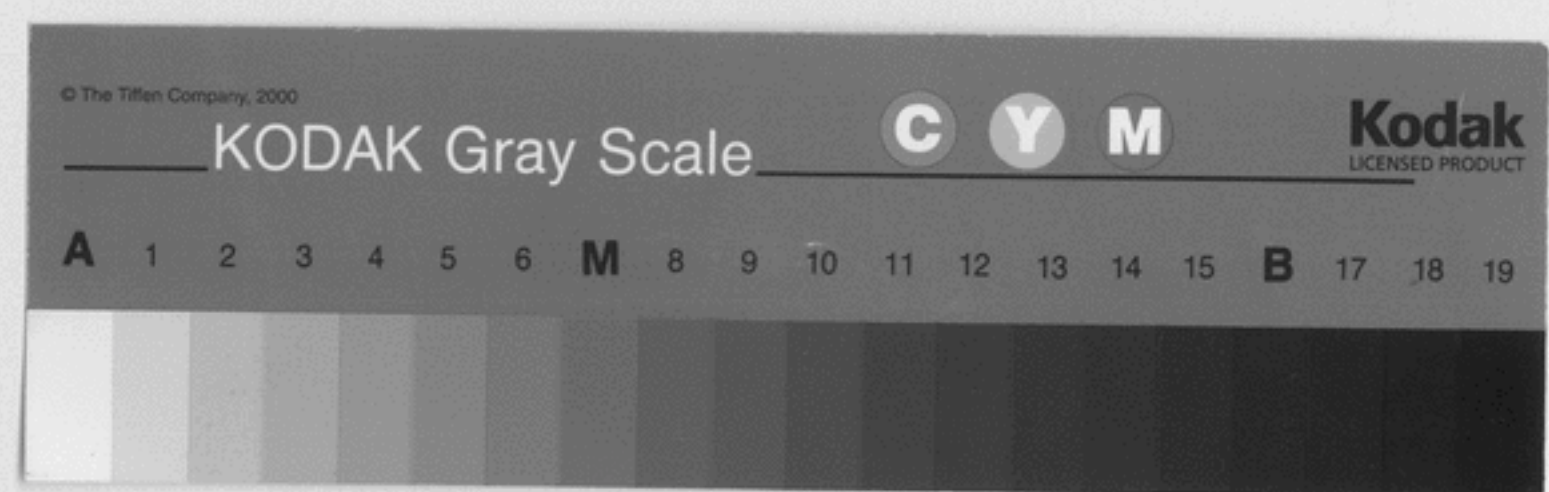 © The Tiffen Company, 2000
KODAK Gray Scale
C Y M
Kodak
LICENSED PRODUCT
A 1 2 3 4 5 6 M 8 9 10 11 12 13 14 15 B 17 18 19